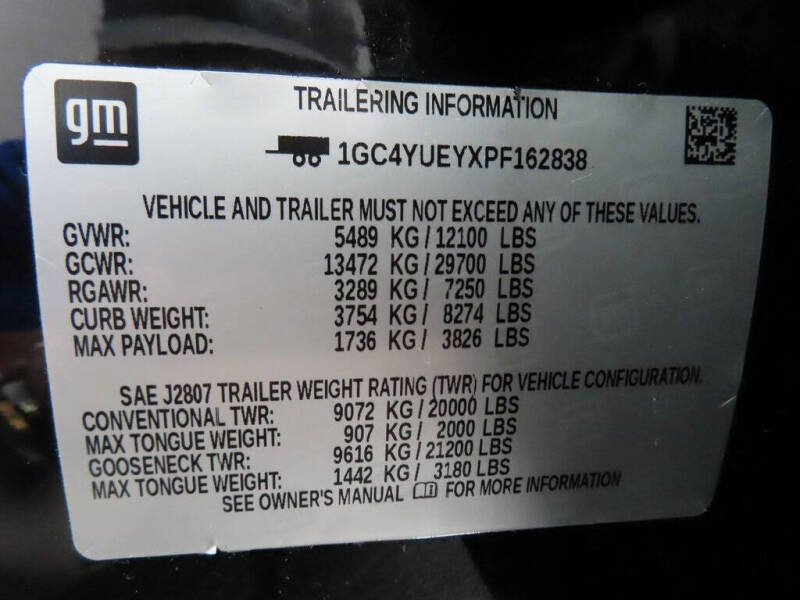 gm
TRAILERING INFORMATION
1GC4YUEYXPF162838
VEHICLE AND TRAILER MUST NOT EXCEED ANY OF THESE VALUES.
GVWR: 5489 KG / 12100 LBS
GCWR: 13472 KG / 29700 LBS
RGAWR: 3289 KG / 7250 LBS
CURB WEIGHT: 3754 KG / 8274 LBS
MAX PAYLOAD: 1736 KG / 3826 LBS
SAE J2807 TRAILER WEIGHT RATING (TWR) FOR VEHICLE CONFIGURATION.
CONVENTIONAL TWR: 9072 KG / 20000 LBS
MAX TONGUE WEIGHT: 907 KG / 2000 LBS
GOOSENECK TWR: 9616 KG / 21200 LBS
MAX TONGUE WEIGHT: 1442 KG / 3180 LBS
SEE OWNER'S MANUAL FOR MORE INFORMATION